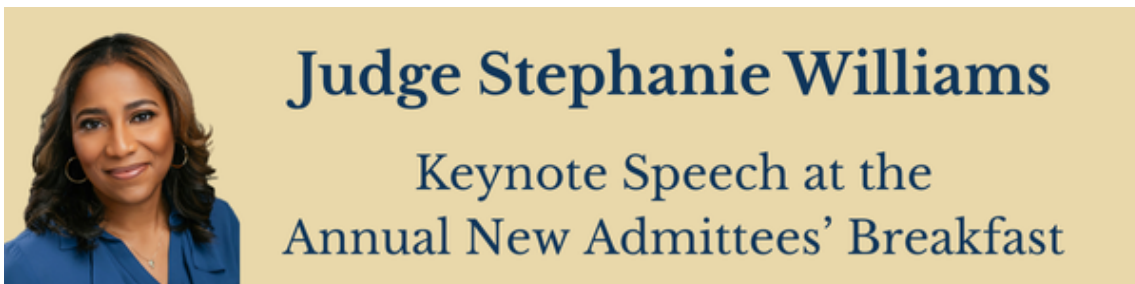 Judge Stephanie Williams
Keynote Speech at the
Annual New Admittees’ Breakfast